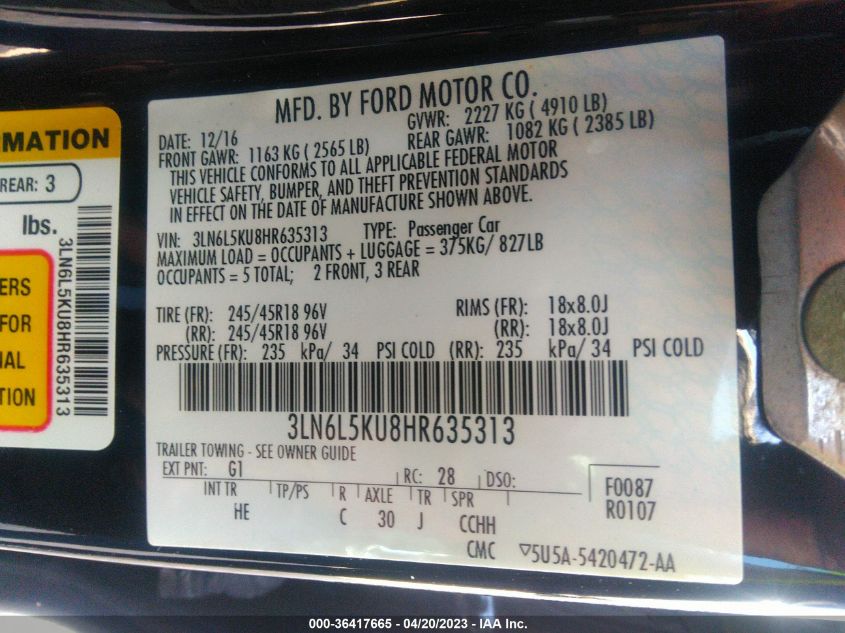 MATION
REAR: 3
lbs.
3LN6L5KU8HR635313
ERS
FOR
AL
TION
MFD. BY FORD MOTOR CO.
DATE: 12/16
GVWR: 2227 KG ( 4910 LB)
FRONT GAWR: 1163 KG ( 2565 LB)
REAR GAWR: 1082 KG ( 2385 LB)
THIS VEHICLE CONFORMS TO ALL APPLICABLE FEDERAL MOTOR
VEHICLE SAFETY, BUMPER, AND THEFT PREVENTION STANDARDS
IN EFFECT ON THE DATE OF MANUFACTURE SHOWN ABOVE.
VIN: 3LN6L5KU8HR635313 TYPE: Passenger Car
MAXIMUM LOAD = OCCUPANTS + LUGGAGE = 375KG/ 827LB
OCCUPANTS = 5 TOTAL; 2 FRONT, 3 REAR
TIRE (FR): 245/45R18 96V RIMS (FR): 18x8.0J
(RR): 245/45R18 96V (RR): 18x8.0J
PRESSURE (FR): 235 kPa/ 34 PSI COLD (RR): 235 kPa/ 34 PSI COLD
3LN6L5KU8HR635313
TRAILER TOWING - SEE OWNER GUIDE
EXT PNT: G1 RC: 28 DSO:
INT TR TP/PS R AXLE TR SPR
HE C 30 J CCHH
CMC
F0087
R0107
▽5U5A-5420472-AA
000-36417665 - 04/20/2023 - IAA Inc.